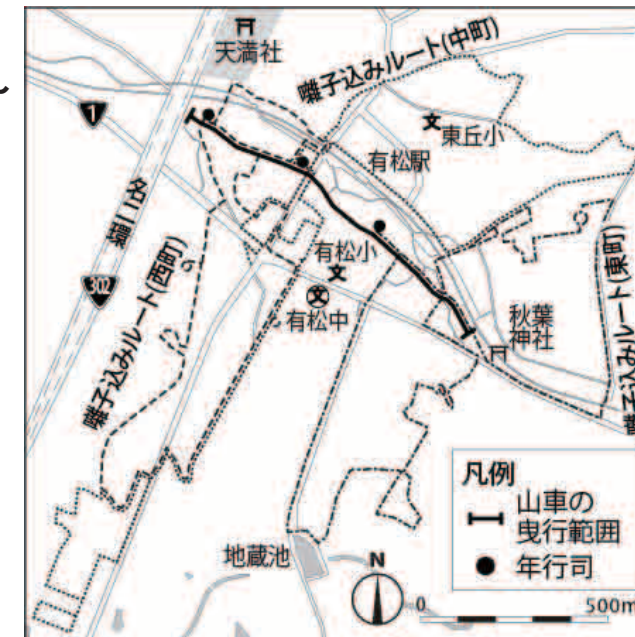 天満社
囃子込みルート(中町)
1
東丘小
有松駅
名二環
有松小
302
有松中
囃子込みルート(西町)
秋葉
神社
囃子込みルート(東町)
凡例
山車の
曳行範囲
年行司
地蔵池
N
0
500m